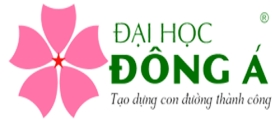 ®
ĐẠI HỌC
ĐÔNG Á
Tạo dựng con đường thành công